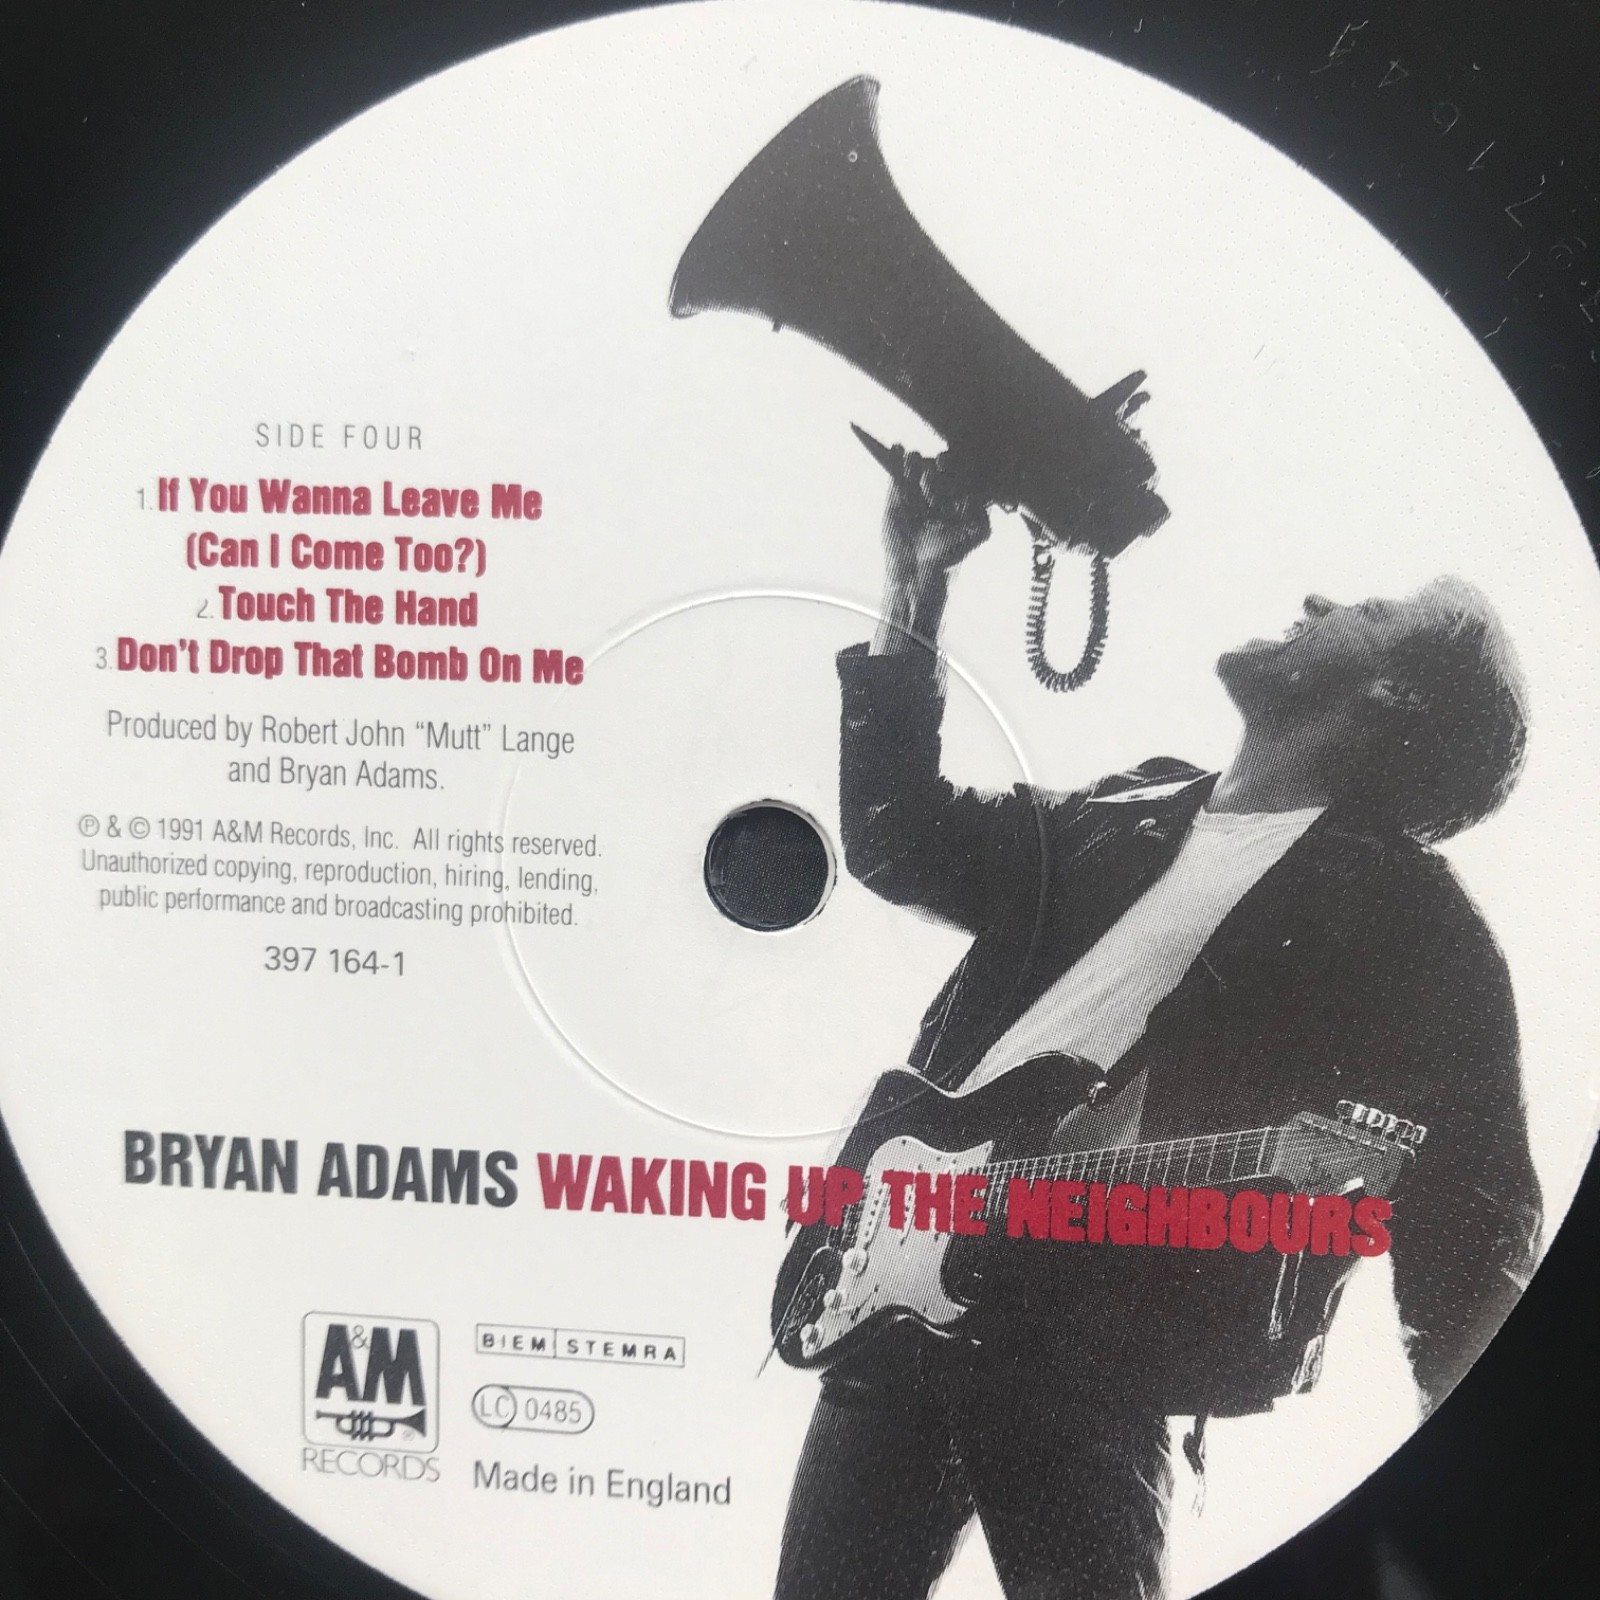 SIDE FOUR
1. If You Wanna Leave Me
(Can I Come Too?)
2. Touch The Hand
3. Don't Drop That Bomb On Me
Produced by Robert John “Mutt” Lange
and Bryan Adams.
℗ & © 1991 A&M Records, Inc. All rights reserved.
Unauthorized copying, reproduction, hiring, lending,
public performance and broadcasting prohibited.
397 164-1
BRYAN ADAMS WAKING UP THE NEIGHBOURS
A&M ®
RECORDS
BIEM STEMRA
LC 0485
Made in England